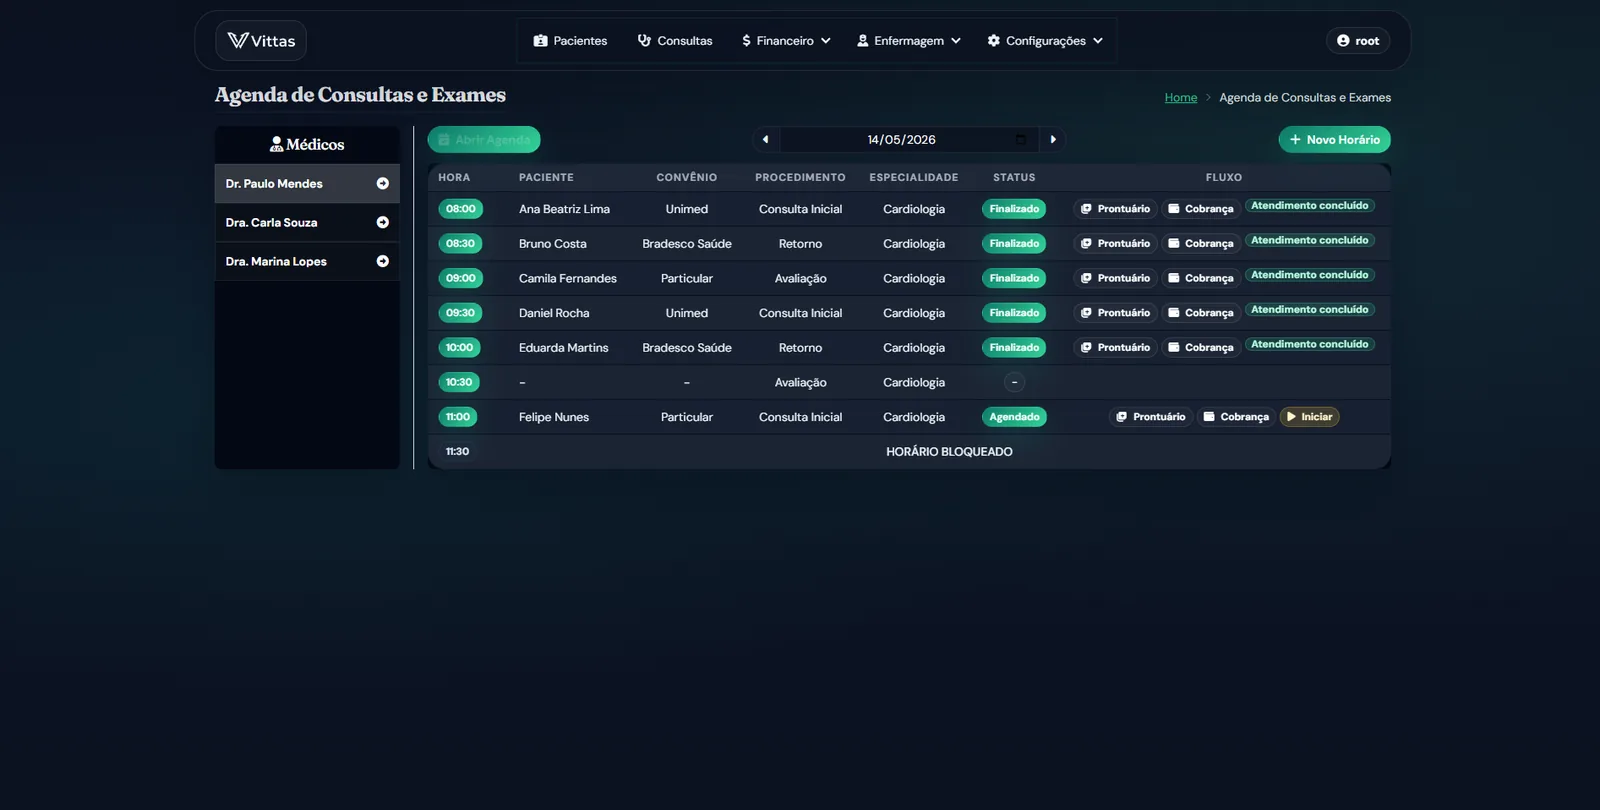 Vittas
Pacientes
Consultas
Financeiro
Enfermagem
Configurações
root
Agenda de Consultas e Exames
Home > Agenda de Consultas e Exames
Médicos
Dr. Paulo Mendes
Dra. Carla Souza
Dra. Marina Lopes
Abrir Agenda
14/05/2026
+ Novo Horário
HORA PACIENTE CONVÊNIO PROCEDIMENTO ESPECIALIDADE STATUS FLUXO
08:00 Ana Beatriz Lima Unimed Consulta Inicial Cardiologia Finalizado Prontuário Cobrança Atendimento concluído
08:30 Bruno Costa Bradesco Saúde Retorno Cardiologia Finalizado Prontuário Cobrança Atendimento concluído
09:00 Camila Fernandes Particular Avaliação Cardiologia Finalizado Prontuário Cobrança Atendimento concluído
09:30 Daniel Rocha Unimed Consulta Inicial Cardiologia Finalizado Prontuário Cobrança Atendimento concluído
10:00 Eduarda Martins Bradesco Saúde Retorno Cardiologia Finalizado Prontuário Cobrança Atendimento concluído
10:30 - - Avaliação Cardiologia -
11:00 Felipe Nunes Particular Consulta Inicial Cardiologia Agendado Prontuário Cobrança Iniciar
11:30 HORÁRIO BLOQUEADO